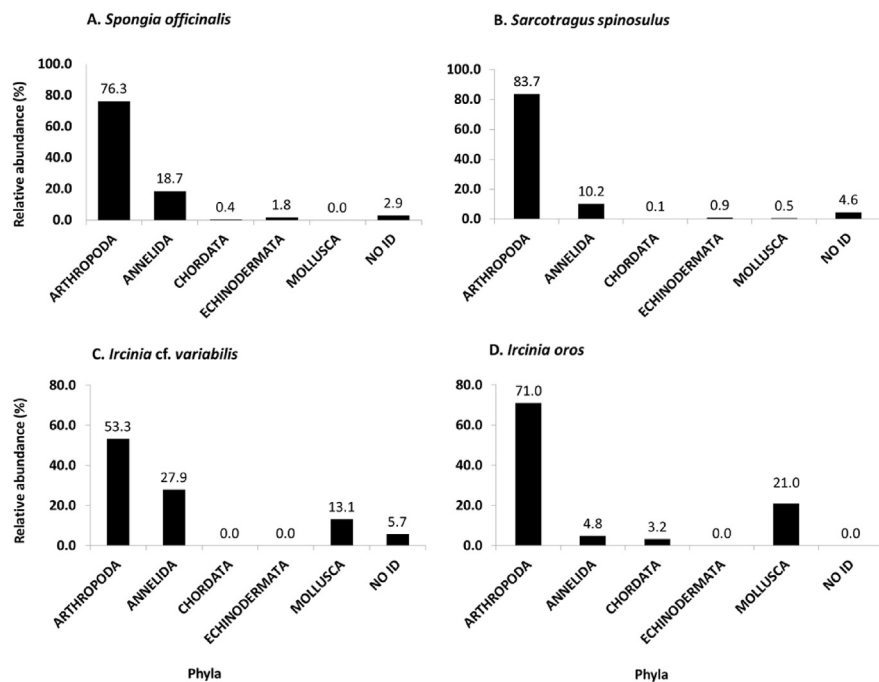 A. Spongia officinalis
Relative abundance (%)
100.0
80.0
60.0
40.0
20.0
0.0
76.3
18.7
0.4
1.8
0.0
2.9
ARTHROPODA
ANNELIDA
CHORDATA
ECHINODERMATA
MOLLUSCA
NO ID
B. Sarcotragus spinosulus
100.0
80.0
60.0
40.0
20.0
0.0
83.7
10.2
0.1
0.9
0.5
4.6
ARTHROPODA
ANNELIDA
CHORDATA
ECHINODERMATA
MOLLUSCA
NO ID
C. Ircinia cf. variabilis
Relative abundance (%)
80.0
60.0
40.0
20.0
0.0
53.3
27.9
0.0
0.0
13.1
5.7
ARTHROPODA
ANNELIDA
CHORDATA
ECHINODERMATA
MOLLUSCA
NO ID
Phyla
D. Ircinia oros
80.0
60.0
40.0
20.0
0.0
71.0
4.8
3.2
0.0
21.0
0.0
ARTHROPODA
ANNELIDA
CHORDATA
ECHINODERMATA
MOLLUSCA
NO ID
Phyla